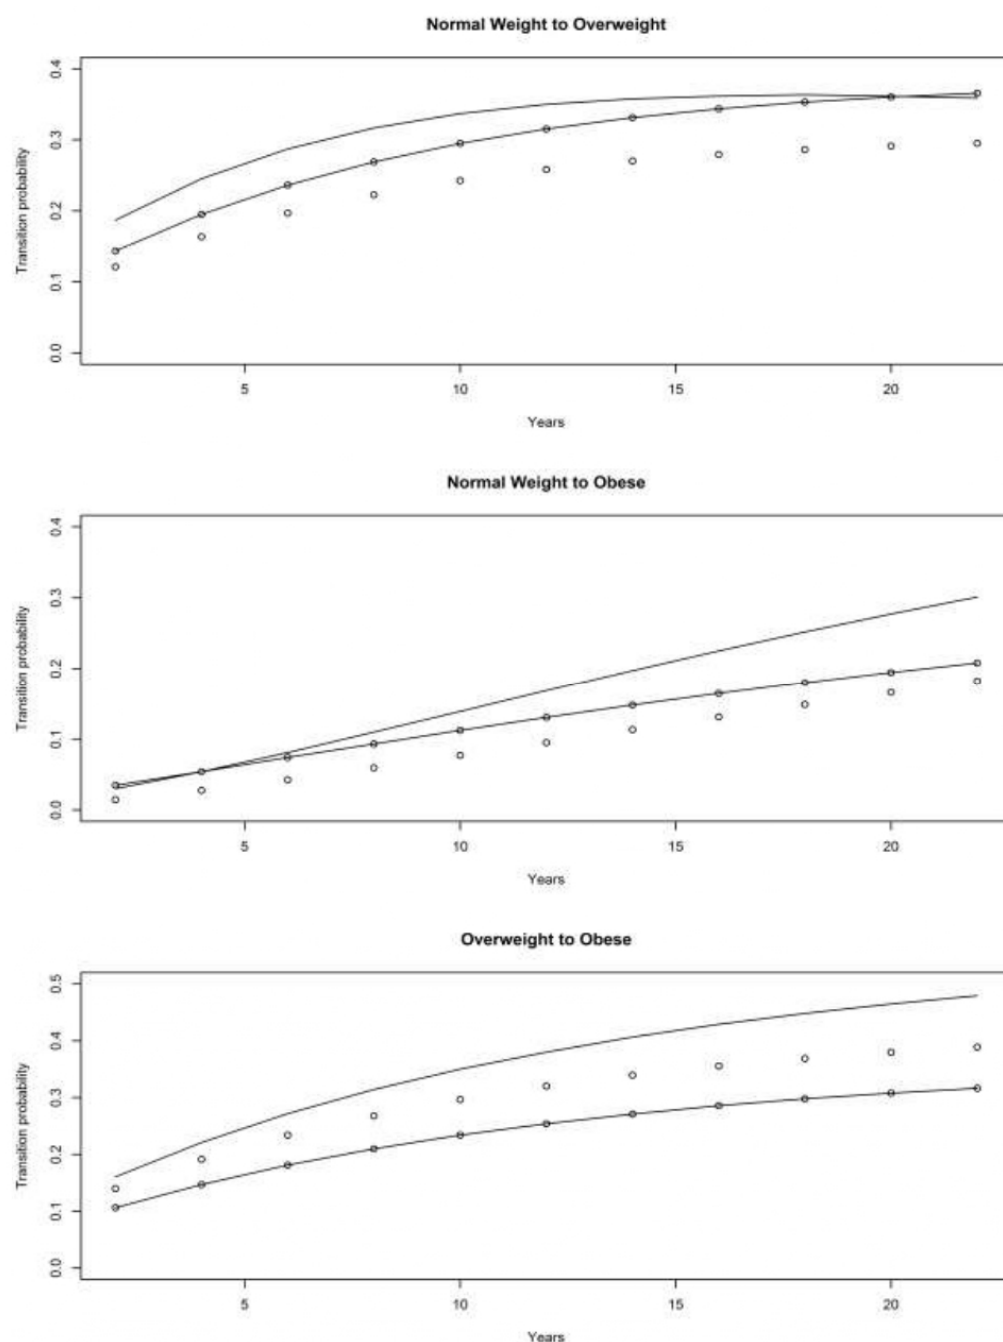 Normal Weight to Overweight
0.4
0.3
0.2
0.1
0.0
Transition probability
5 10 15 20
Years
Normal Weight to Obese
0.4
0.3
0.2
0.1
0.0
Transition probability
5 10 15 20
Years
Overweight to Obese
0.5
0.4
0.3
0.2
0.1
0.0
Transition probability
5 10 15 20
Years